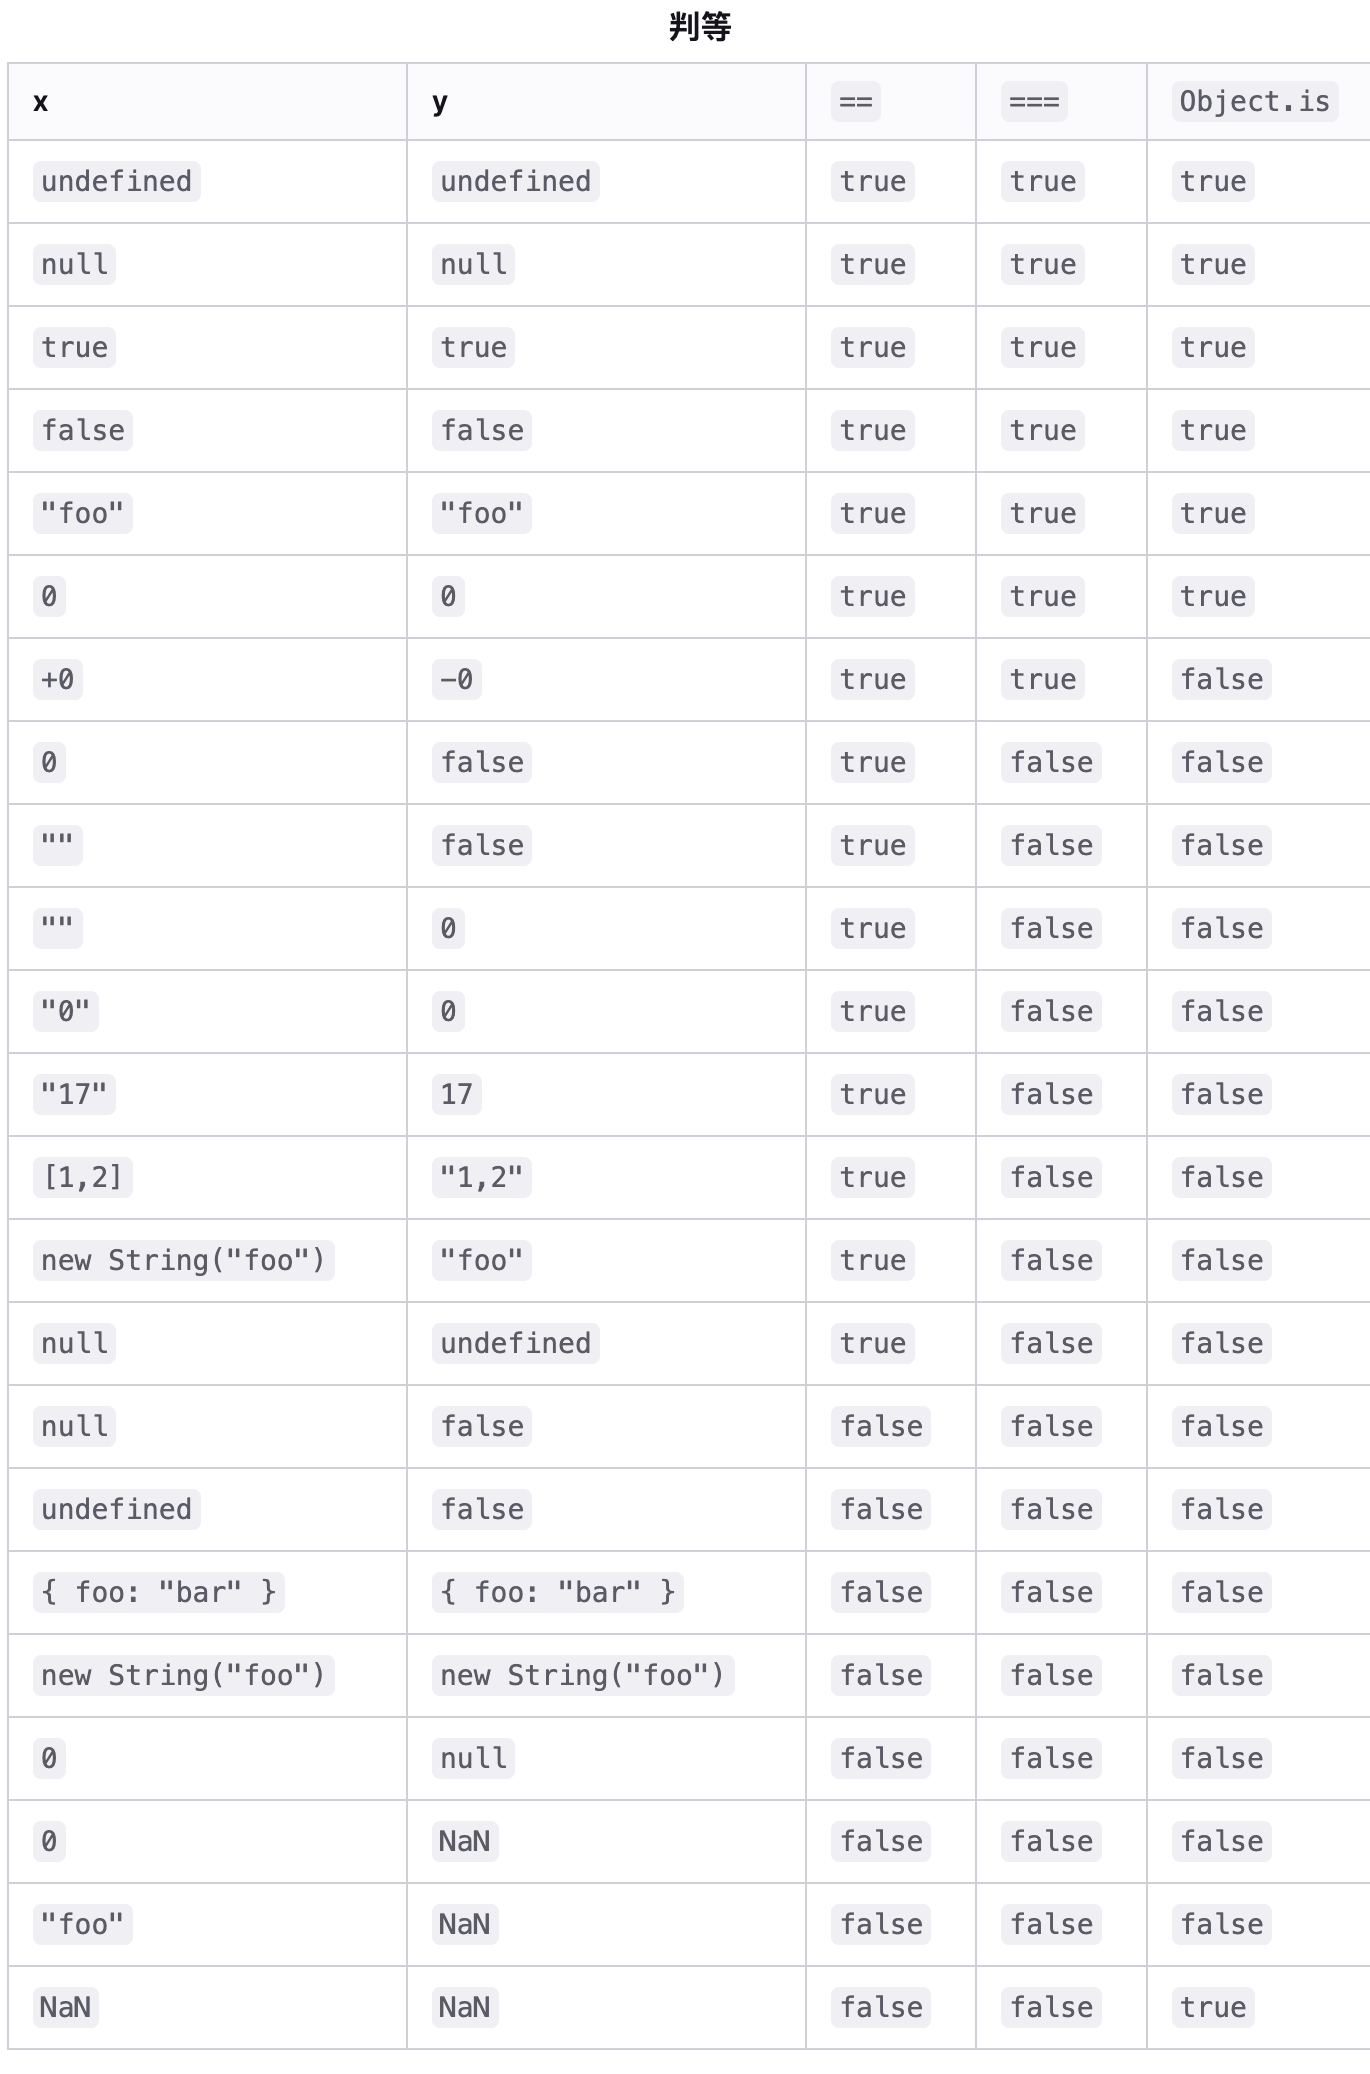 判等
x y == === Object.is
undefined undefined true true true
null null true true true
true true true true true
false false true true true
"foo" "foo" true true true
0 0 true true true
+0 −0 true true false
0 false true false false
"" false true false false
"" 0 true false false
"0" 0 true false false
"17" 17 true false false
[1,2] "1,2" true false false
new String("foo") "foo" true false false
null undefined true false false
null false false false false
undefined false false false false
{ foo: "bar" } { foo: "bar" } false false false
new String("foo") new String("foo") false false false
0 null false false false
0 NaN false false false
"foo" NaN false false false
NaN NaN false false true